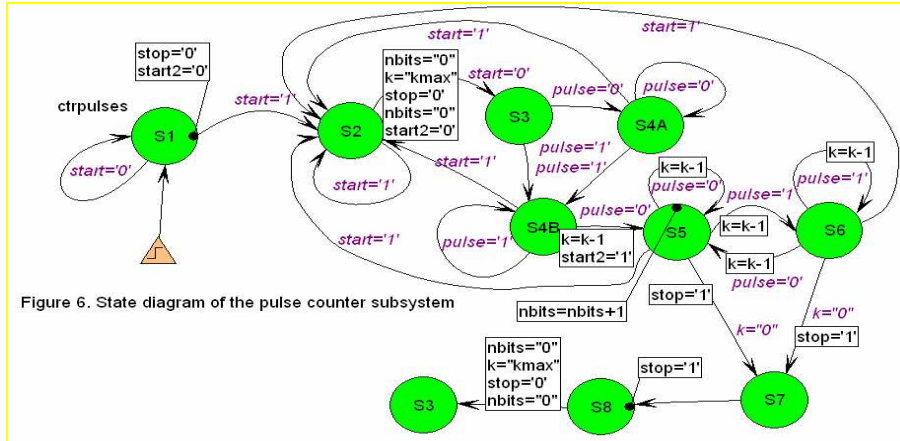 stop='0'
start2='0'
ctrpulses
S1
start='0'
start='1'
S2
start='1'
start='1'
nbits="0"
k="kmax"
stop='0'
nbits="0"
start2='0'
start='0'
S3
pulse='0'
S4A
pulse='0'
start=1'
pulse='1'
pulse='1'
start='1'
start='1'
S4B
pulse='1'
pulse='0'
k=k-1
start2='1'
k=k-1
pulse='0'
S5
pulse='1
k=k-1
k=k-1
pulse='0'
k=k-1
pulse='1'
S6
nbits=nbits+1
stop='1'
k="0"
k="0"
stop='1'
Figure 6. State diagram of the pulse counter subsystem
S7
stop='1'
S8
nbits="0"
k="kmax"
stop='0'
nbits="0"
S3